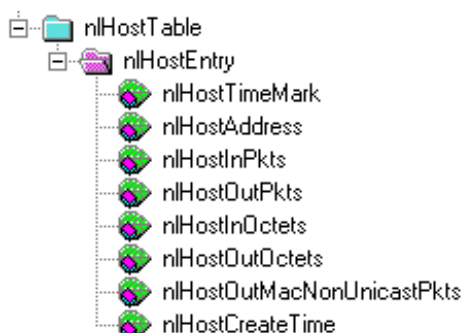 nlHostTable
nlHostEntry
nlHostTimeMark
nlHostAddress
nlHostInPkts
nlHostOutPkts
nlHostInOctets
nlHostOutOctets
nlHostOutMacNonUnicastPkts
nlHostCreateTime